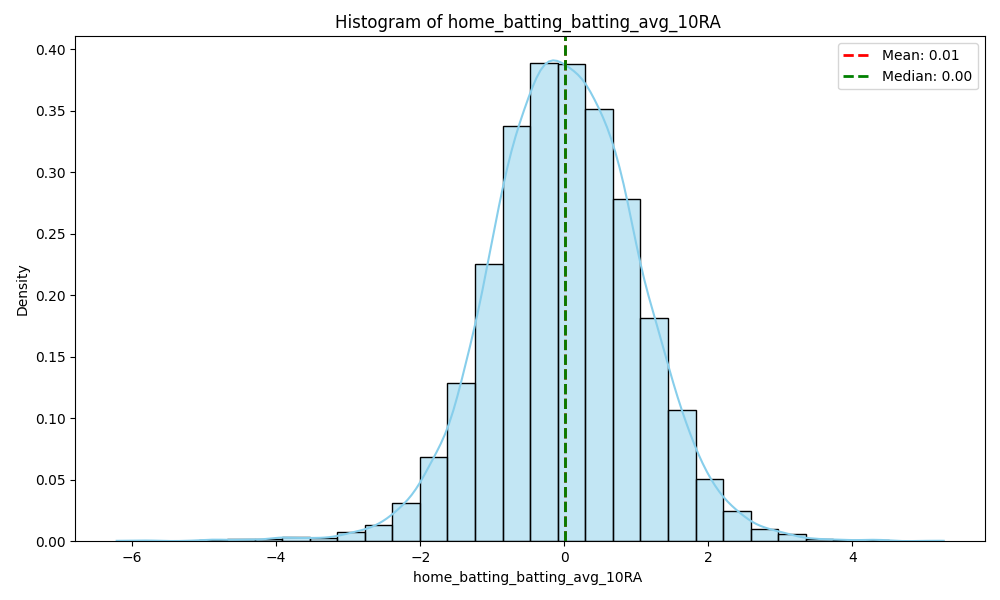 Histogram of home_batting_batting_avg_10RA
Mean: 0.01
Median: 0.00
0.40
0.35
0.30
0.25
0.20
0.15
0.10
0.05
0.00
Density
−6 −4 −2 0 2 4
home_batting_batting_avg_10RA